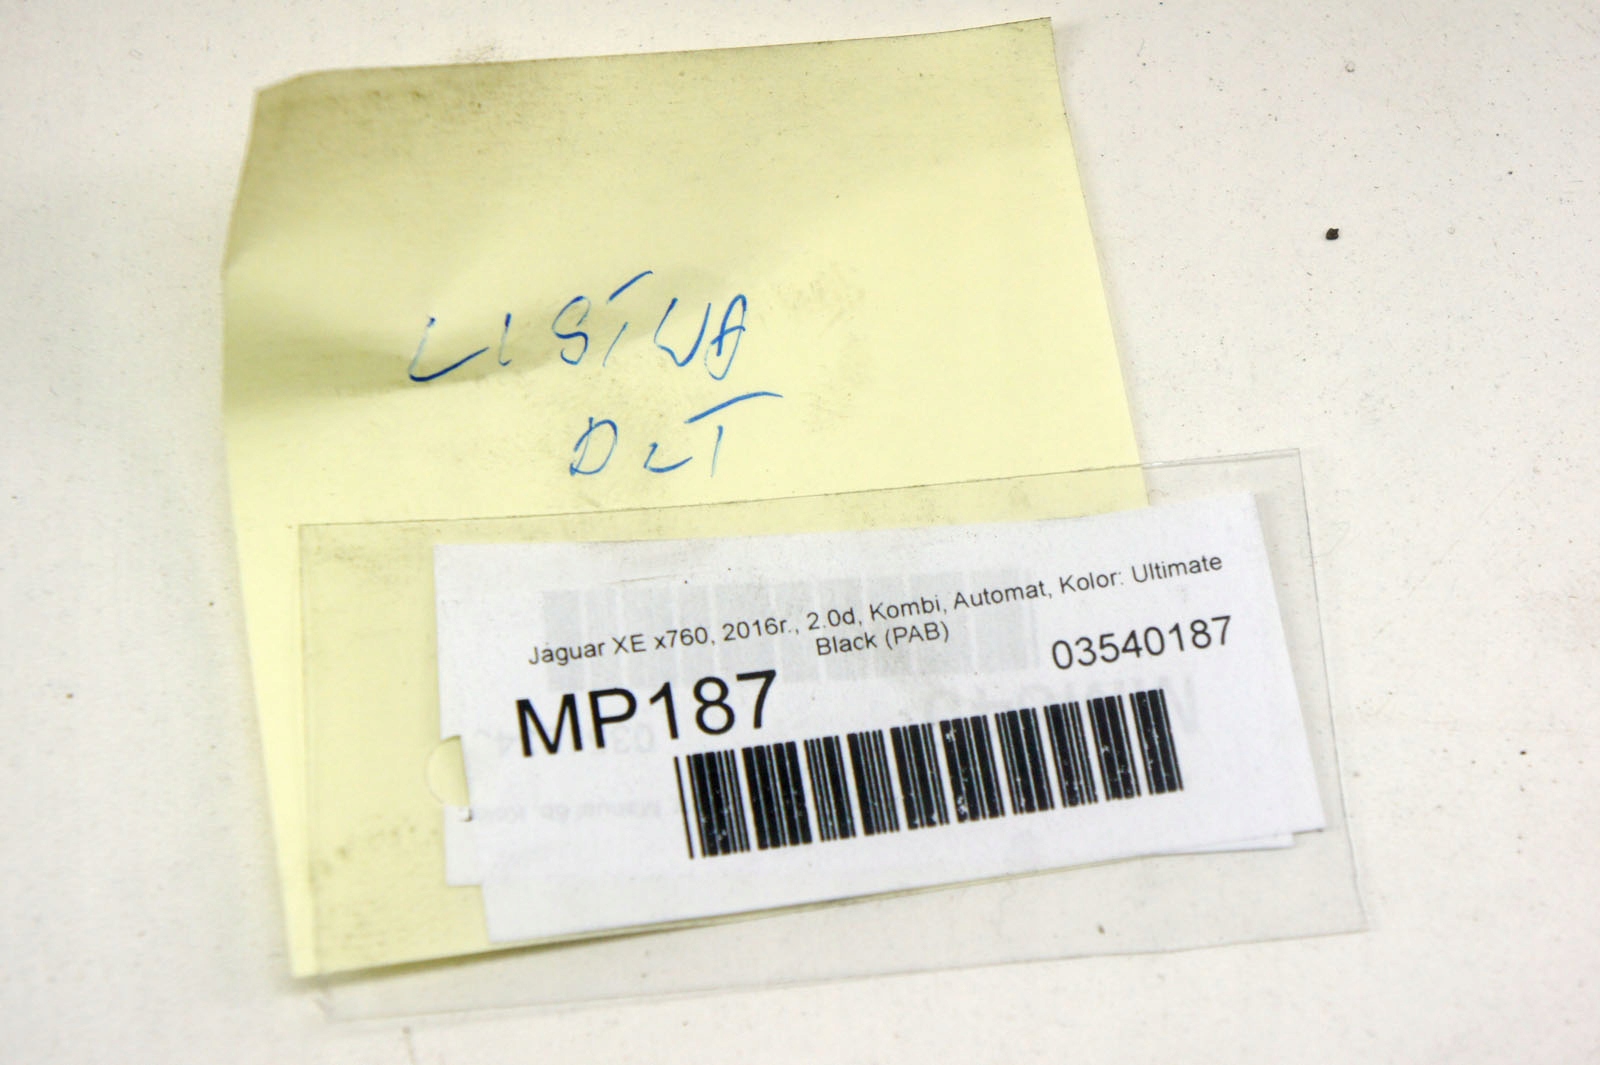 LISTWA
DLT
Jaguar XE x760, 2016r., 2.0d, Kombi, Automat, Kolor: Ultimate
Black (PAB)
03540187
MP187